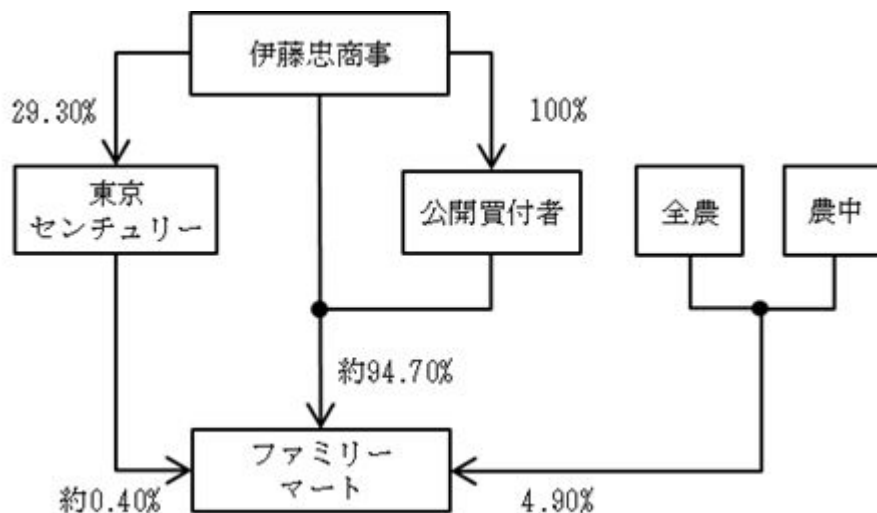 伊藤忠商事
29.30%
100%
東京
センチュリー
公開買付者
全農
農中
約94.70%
ファミリー
マート
約0.40%
4.90%